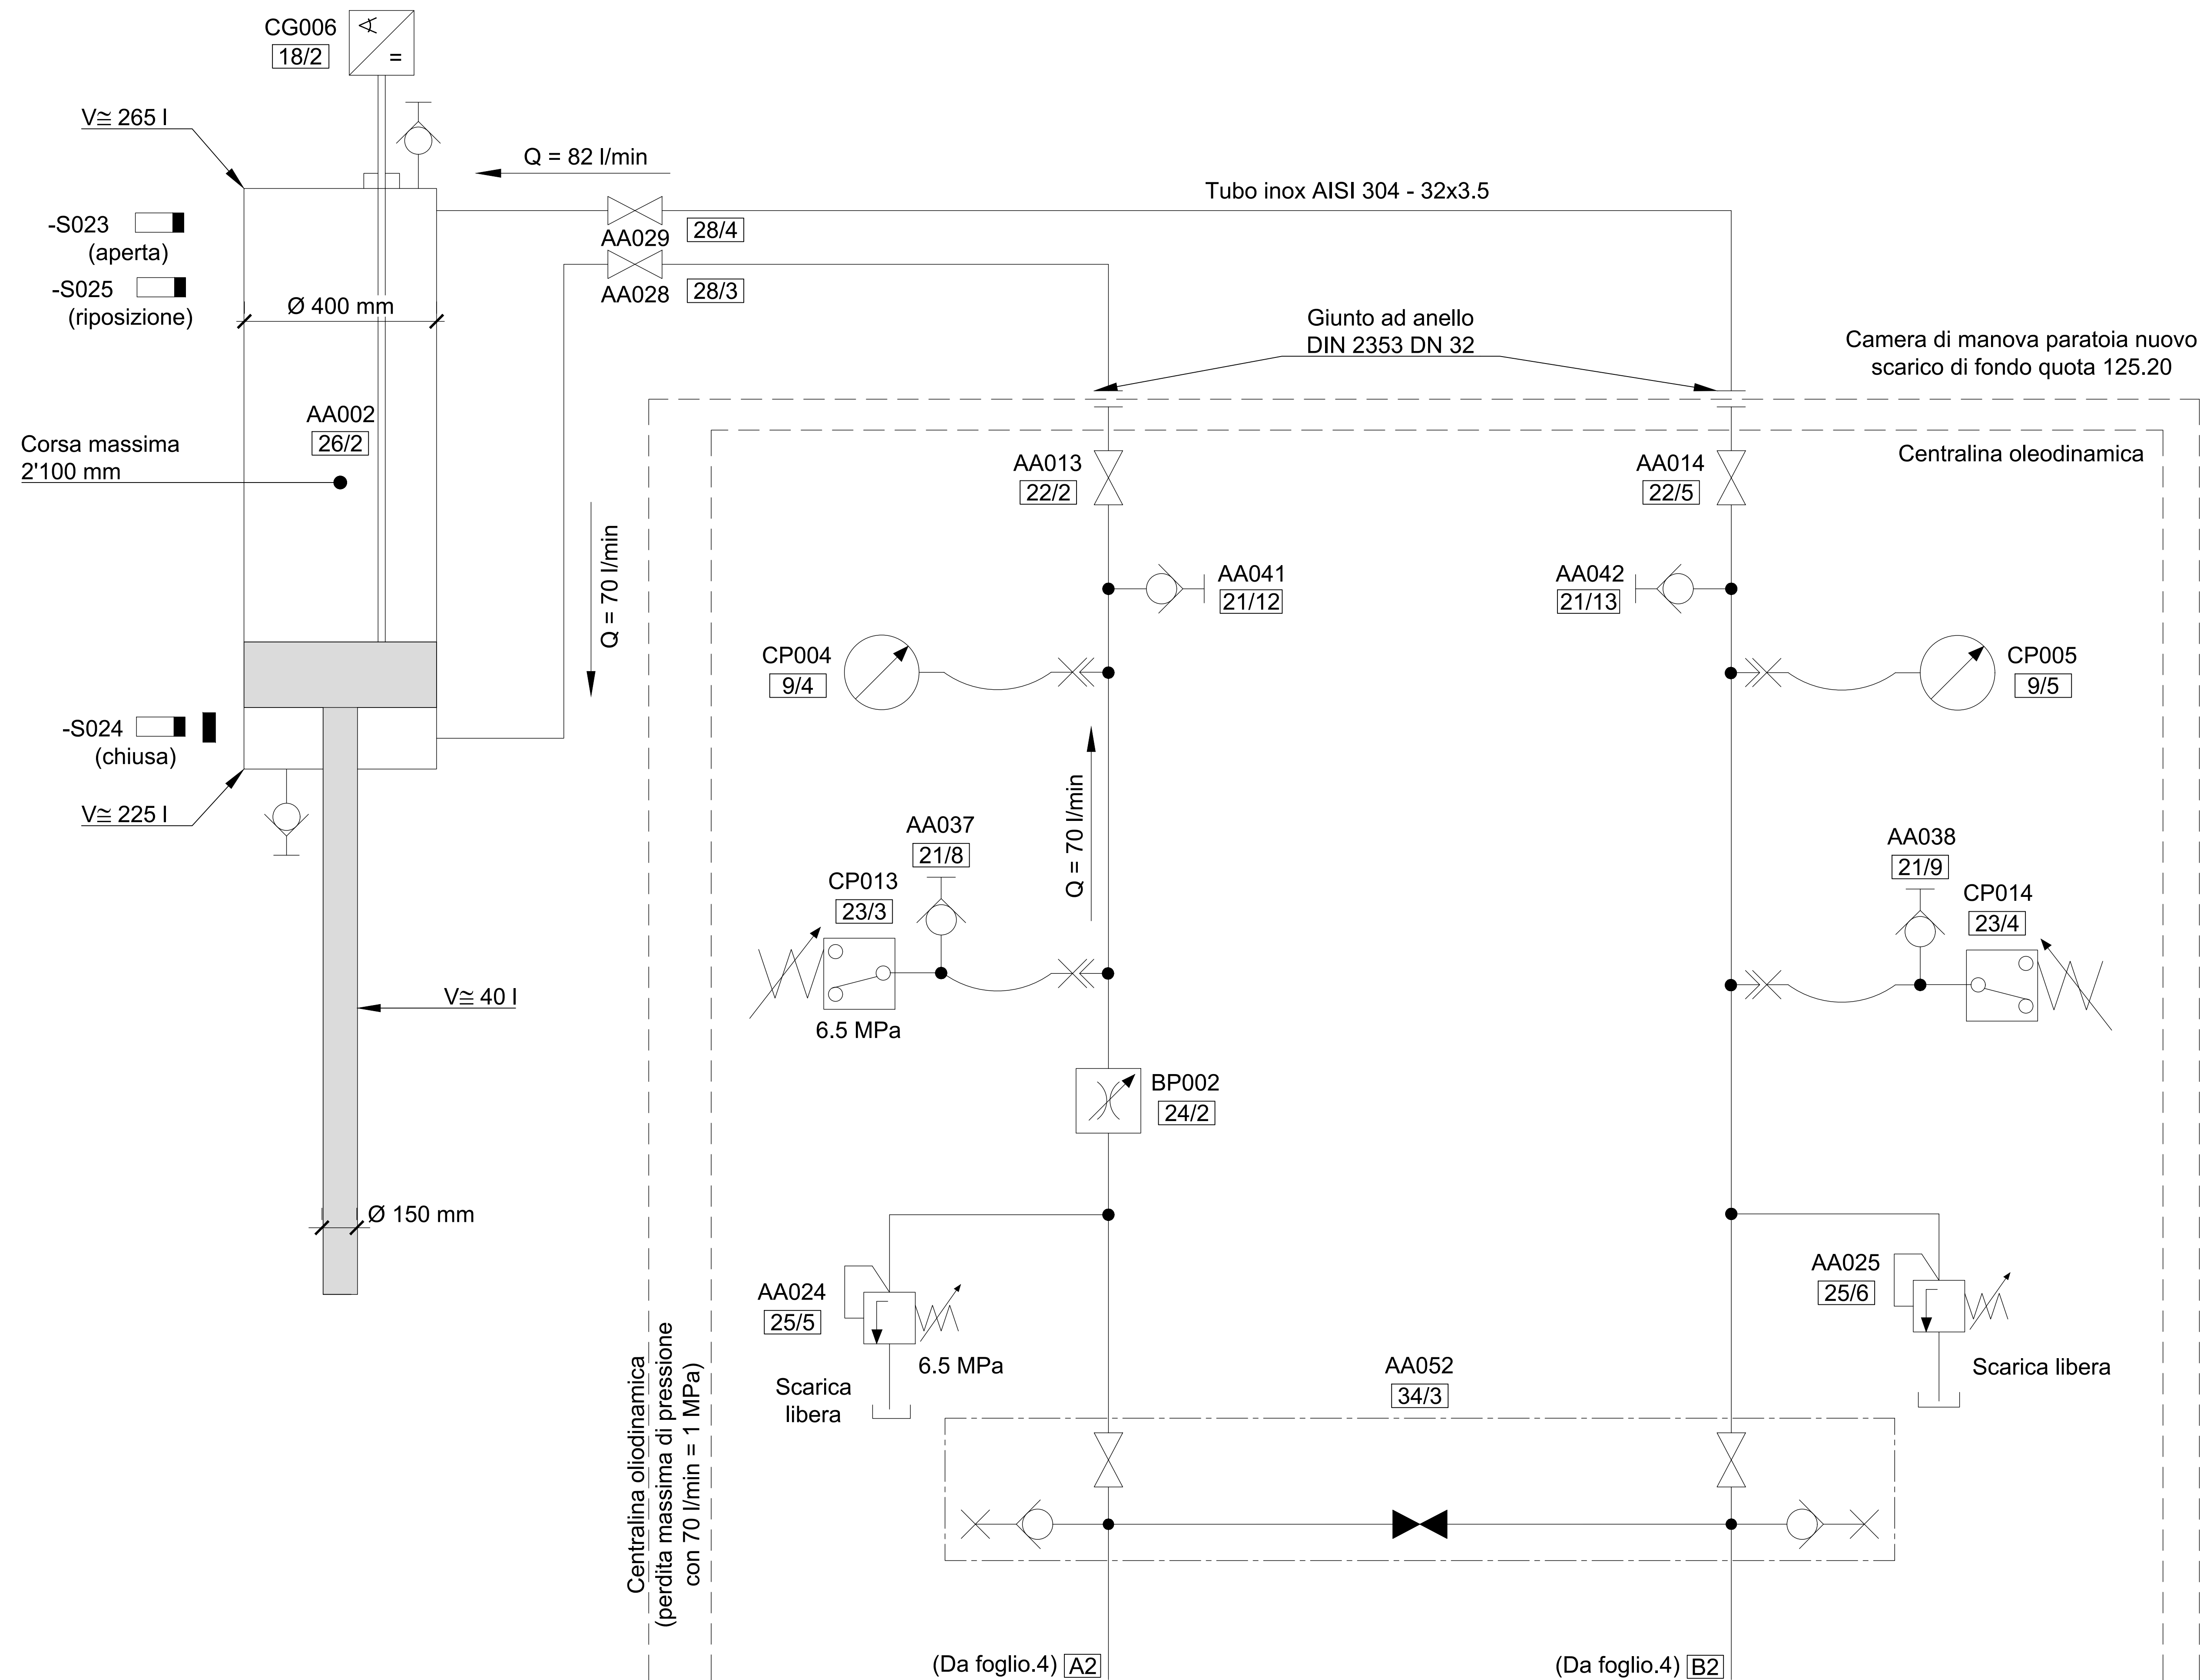 CG006
18/2
=
V≅ 265 l
Q = 82 l/min
Tubo inox AISI 304 - 32x3.5
-S023
(aperta)
AA029
28/4
-S025
(riposizione)
Ø 400 mm
AA028
28/3
Giunto ad anello
DIN 2353 DN 32
Camera di manova paratoia nuovo
scarico di fondo quota 125.20
AA002
26/2
Corsa massima
2'100 mm
Centralina oleodinamica
AA013
22/2
AA014
22/5
Q = 70 l/min
AA041
21/12
AA042
21/13
CP004
9/4
CP005
9/5
-S024
(chiusa)
V≅ 225 l
Q = 70 l/min
AA037
21/8
AA038
21/9
CP013
23/3
CP014
23/4
V≅ 40 l
6.5 MPa
BP002
24/2
Ø 150 mm
AA024
25/5
AA025
25/6
6.5 MPa
Scarica
libera
Scarica libera
AA052
34/3
Centralina oliodinamica
(perdita massima di pressione
con 70 l/min = 1 MPa)
(Da foglio.4) A2
(Da foglio.4) B2